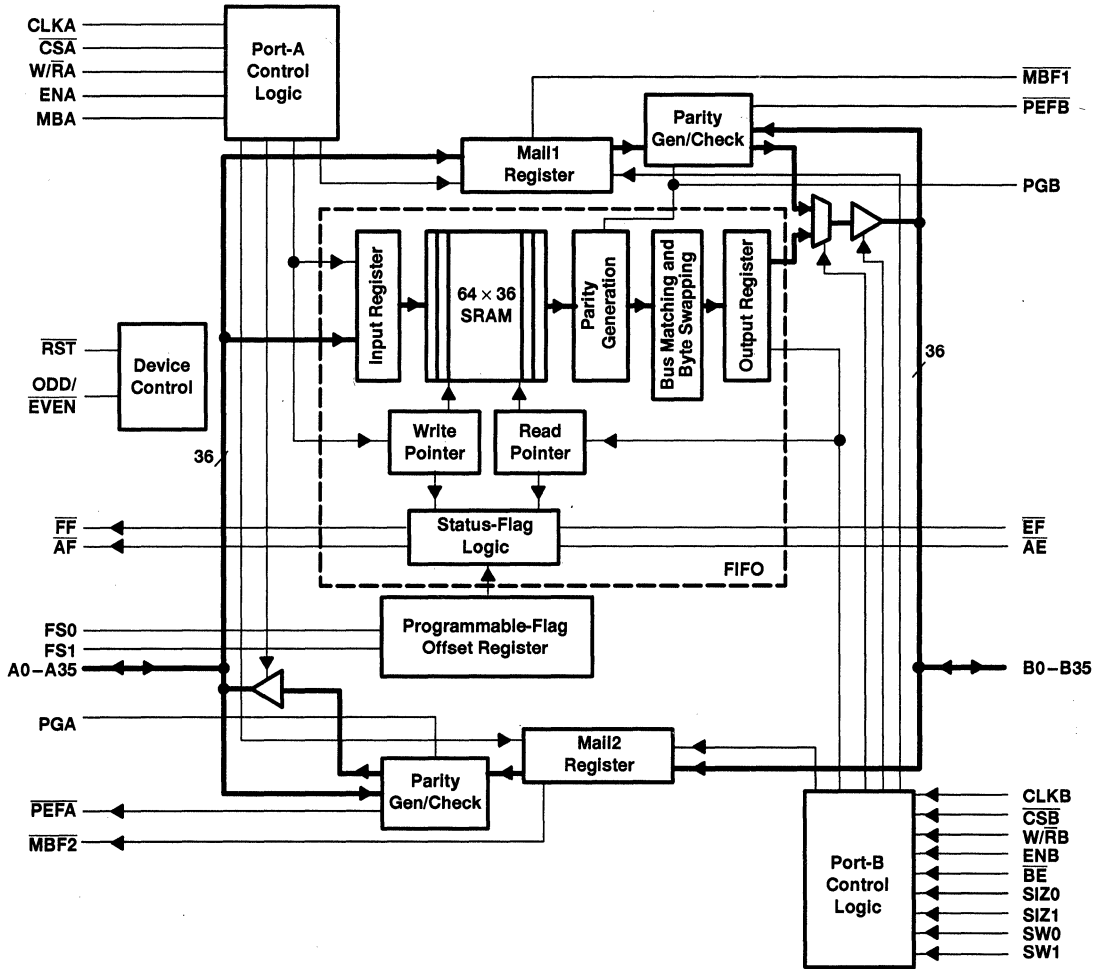 CLKA
CSA
W/RA
ENA
MBA
Port-A
Control
Logic
MBF1
PEFB
Parity
Gen/Check
Mail1
Register
PGB
Input Register
64 × 36
SRAM
Parity
Generation
Bus Matching and
Byte Swapping
Output Register
36
RST
ODD/
EVEN
Device
Control
Write
Pointer
Read
Pointer
36
FF
AF
Status-Flag
Logic
EF
AE
FIFO
FS0
FS1
Programmable-Flag
Offset Register
A0–A35
B0–B35
PGA
Mail2
Register
Parity
Gen/Check
PEFA
MBF2
Port-B
Control
Logic
CLKB
CSB
W/RB
ENB
BE
SIZ0
SIZ1
SW0
SW1